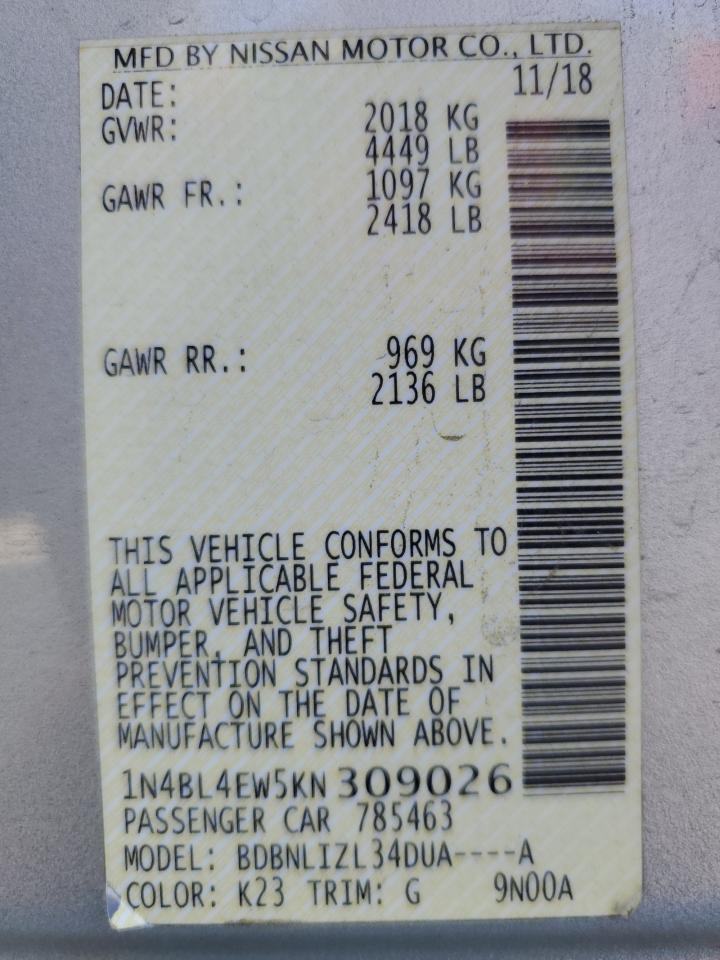 MFD BY NISSAN MOTOR CO., LTD.
DATE: 11/18
GVWR: 2018 KG
4449 LB
GAWR FR.: 1097 KG
2418 LB
GAWR RR.: 969 KG
2136 LB
THIS VEHICLE CONFORMS TO
ALL APPLICABLE FEDERAL
MOTOR VEHICLE SAFETY,
BUMPER, AND THEFT
PREVENTION STANDARDS IN
EFFECT ON THE DATE OF
MANUFACTURE SHOWN ABOVE.
1N4BL4EW5KN309026
PASSENGER CAR 785463
MODEL: BDBNLIZL34DUA----A
COLOR: K23 TRIM: G 9N00A